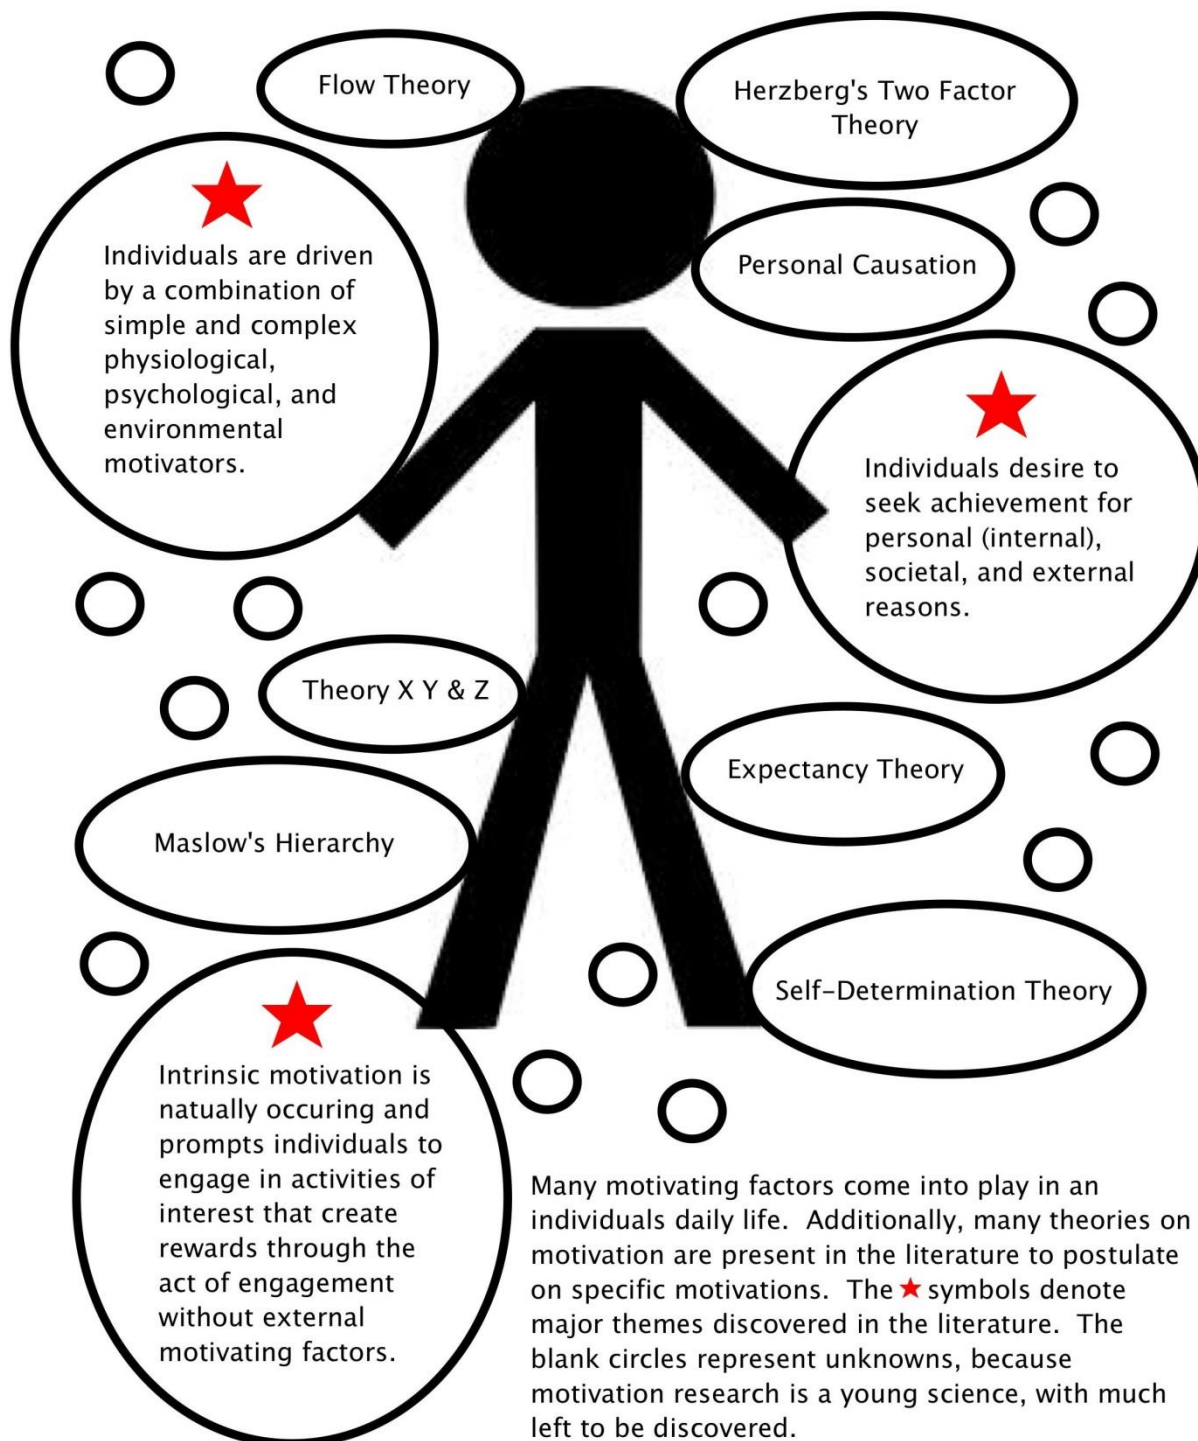 Flow Theory
Herzberg's Two Factor
Theory
Individuals are driven
by a combination of
simple and complex
physiological,
psychological, and
environmental
motivators.
Personal Causation
Individuals desire to
seek achievement for
personal (internal),
societal, and external
reasons.
Theory X Y & Z
Expectancy Theory
Maslow's Hierarchy
Self-Determination Theory
Intrinsic motivation is
natually occuring and
prompts individuals to
engage in activities of
interest that create
rewards through the
act of engagement
without external
motivating factors.
Many motivating factors come into play in an
individuals daily life.  Additionally, many theories on
motivation are present in the literature to postulate
on specific motivations.  The ★ symbols denote
major themes discovered in the literature.  The
blank circles represent unknowns, because
motivation research is a young science, with much
left to be discovered.